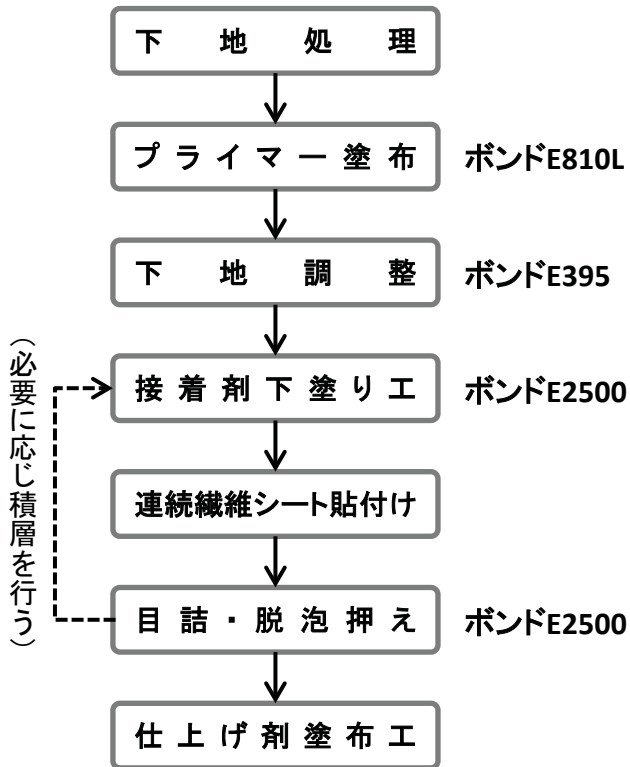 下地処理
プライマー塗布 ボンドE810L
下地調整 ボンドE395
接着剤下塗り工 ボンドE2500
連続繊維シート貼付け
目詰・脱泡押え ボンドE2500
仕上げ剤塗布工
（必要に応じ積層を行う）